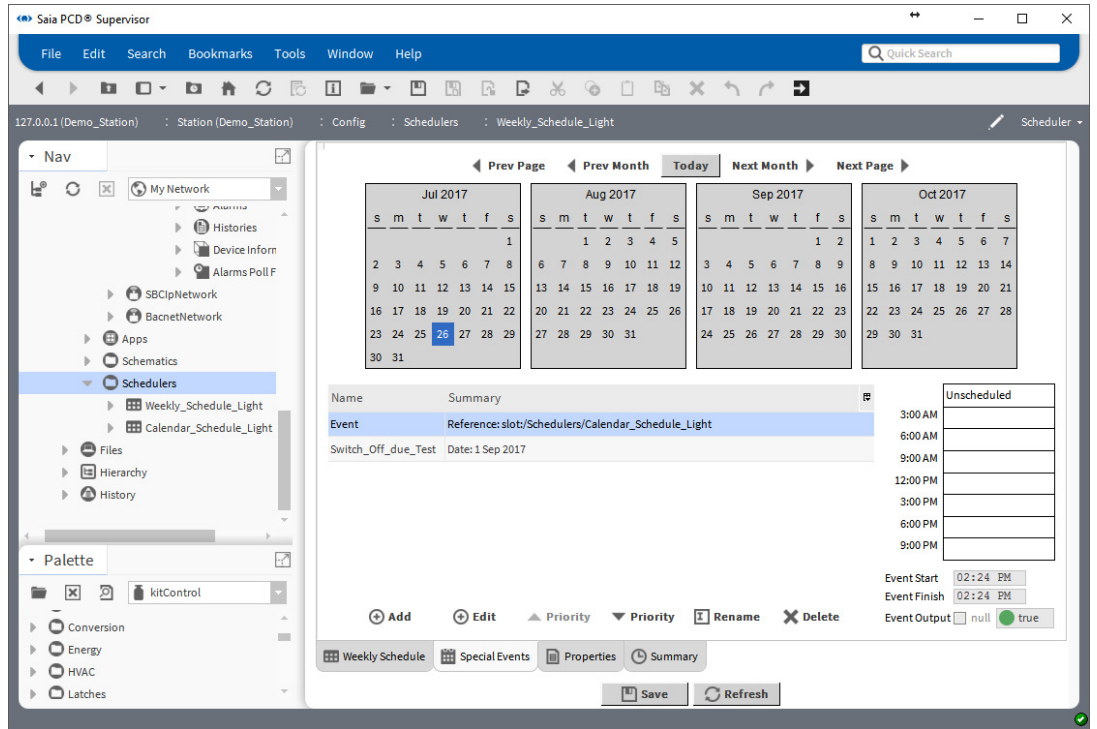 Saia PCD® Supervisor
File Edit Search Bookmarks Tools Window Help
Quick Search
127.0.0.1 (Demo_Station) : Station (Demo_Station) : Config : Schedulers : Weekly_Schedule_Light
Scheduler
Nav
My Network
Alarms
Histories
Device Inforn
Alarms Poll F
SBCIpNetwork
BacnetNetwork
Apps
Schematics
Schedulers
Weekly_Schedule_Light
Calendar_Schedule_Light
Files
Hierarchy
History
Palette
kitControl
Conversion
Energy
HVAC
Latches
Prev Page Prev Month Today Next Month Next Page
Jul 2017
s m t w t f s
1
2 3 4 5 6 7 8
9 10 11 12 13 14 15
16 17 18 19 20 21 22
23 24 25 26 27 28 29
30 31
Aug 2017
s m t w t f s
1 2 3 4 5
6 7 8 9 10 11 12
13 14 15 16 17 18 19
20 21 22 23 24 25 26
27 28 29 30 31
Sep 2017
s m t w t f s
1 2
3 4 5 6 7 8 9
10 11 12 13 14 15 16
17 18 19 20 21 22 23
24 25 26 27 28 29 30
Oct 2017
s m t w t f s
1 2 3 4 5 6 7
8 9 10 11 12 13 14
15 16 17 18 19 20 21
22 23 24 25 26 27 28
29 30 31
Name Summary
Event Reference: slot:/Schedulers/Calendar_Schedule_Light
Switch_Off_due_Test Date: 1 Sep 2017
Unscheduled
3:00 AM
6:00 AM
9:00 AM
12:00 PM
3:00 PM
6:00 PM
9:00 PM
Event Start 02:24 PM
Event Finish 02:24 PM
Event Output null true
Add Edit Priority Priority Rename Delete
Weekly Schedule Special Events Properties Summary
Save Refresh